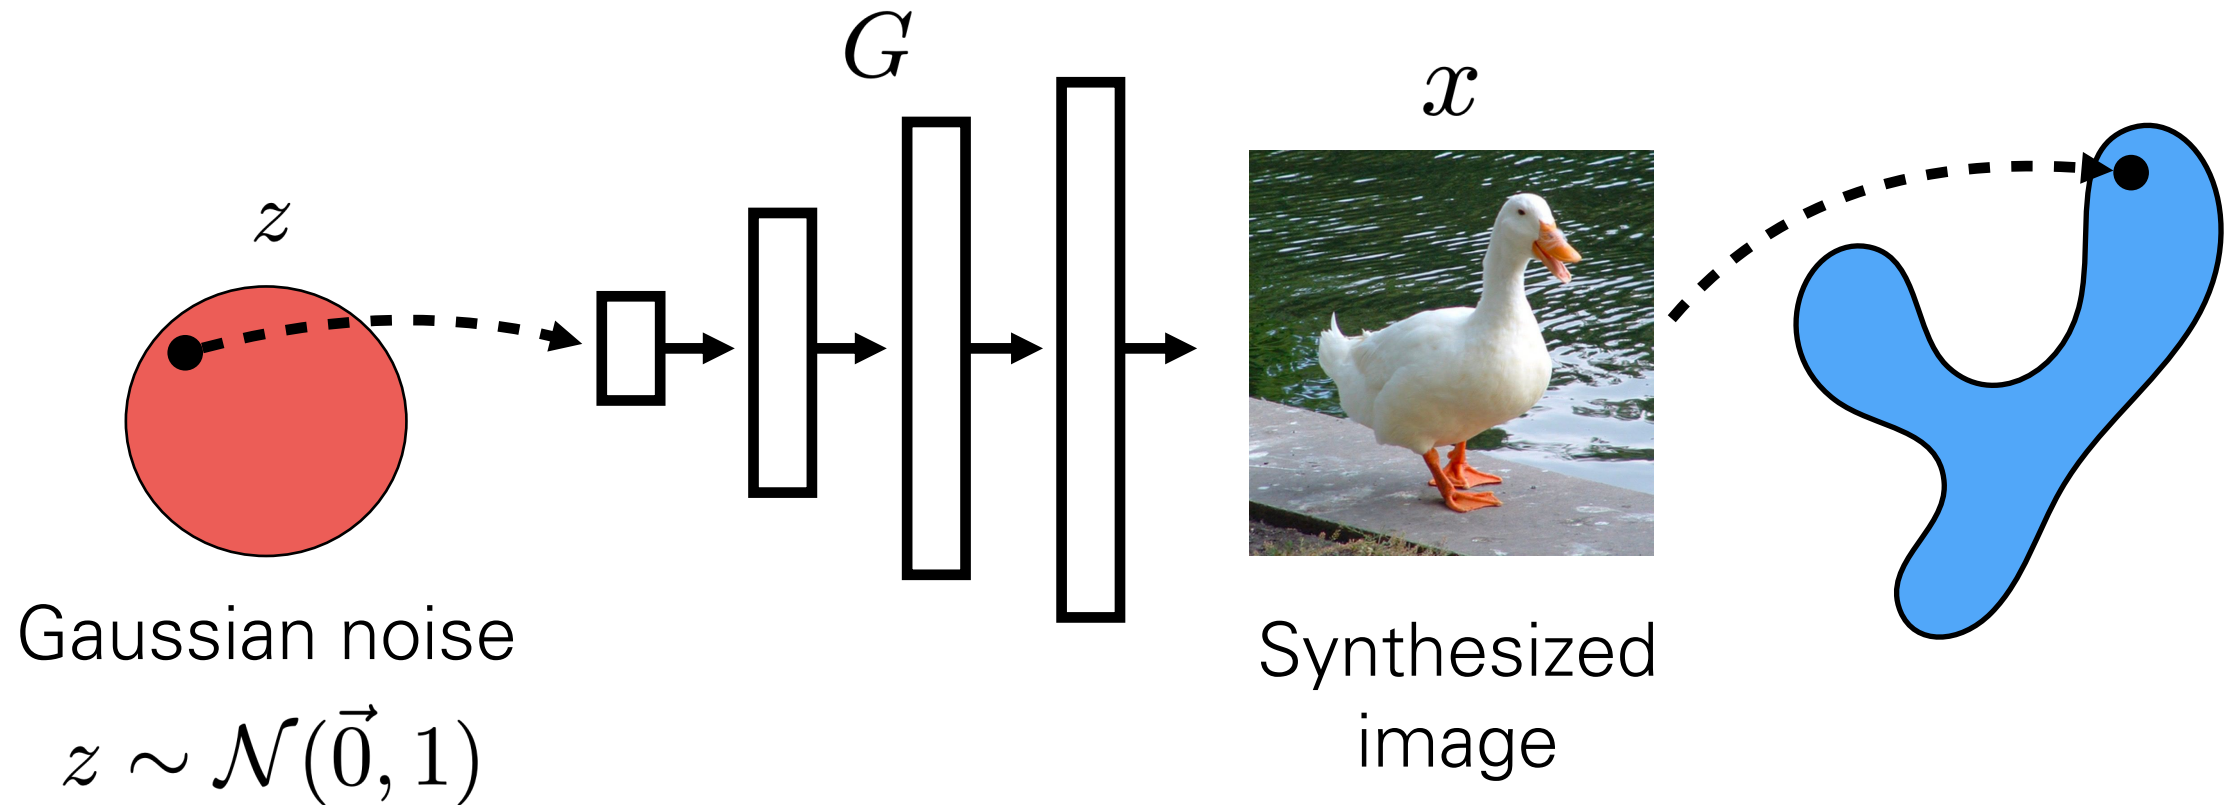 G
x
z
Gaussian noise
z ∼ 𝒩(0⃗, 1)
Synthesized
image